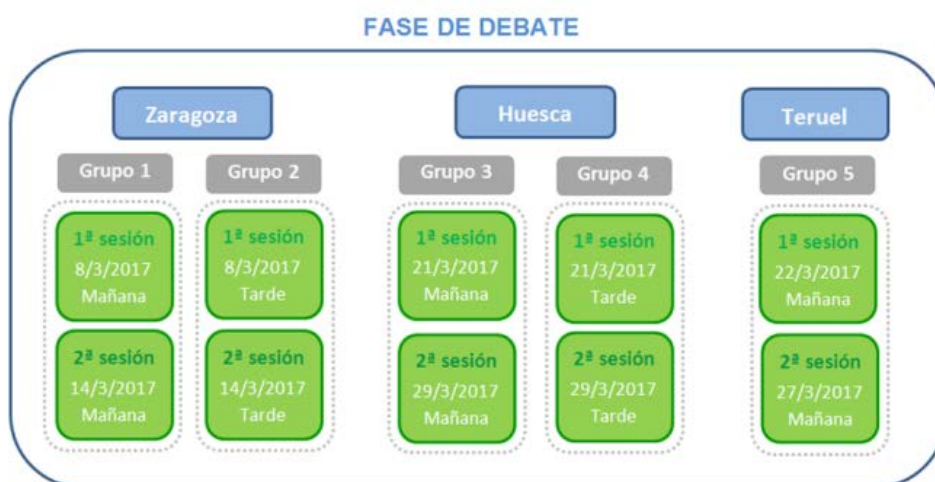 FASE DE DEBATE
Zaragoza
Grupo 1
1ª sesión
8/3/2017
Mañana
2ª sesión
14/3/2017
Mañana
Grupo 2
1ª sesión
8/3/2017
Tarde
2ª sesión
14/3/2017
Tarde
Huesca
Grupo 3
1ª sesión
21/3/2017
Mañana
2ª sesión
29/3/2017
Mañana
Grupo 4
1ª sesión
21/3/2017
Tarde
2ª sesión
29/3/2017
Tarde
Teruel
Grupo 5
1ª sesión
22/3/2017
Mañana
2ª sesión
27/3/2017
Mañana